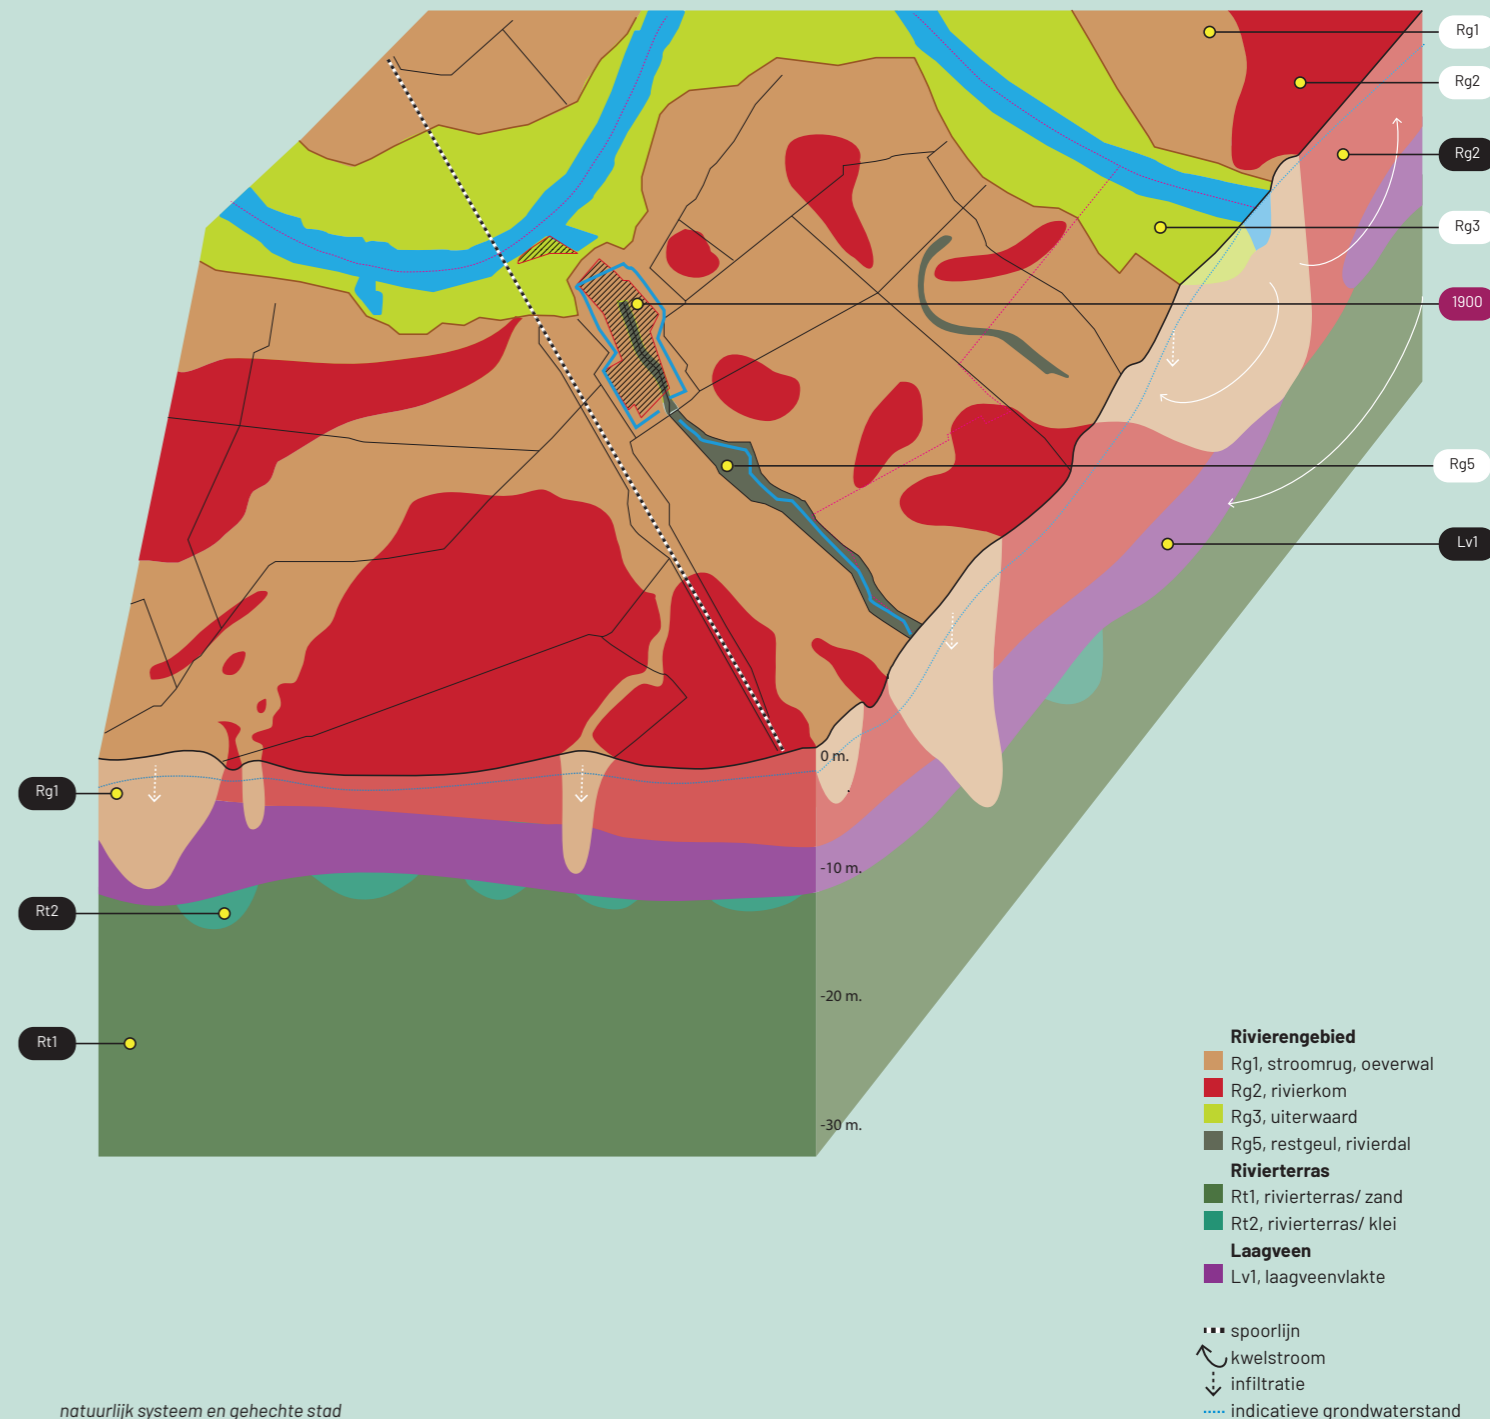 Rg1
Rg2
Rg2
Rg3
1900
Rg5
Lv1
0 m.
Rg1
-10 m.
Rt2
-20 m.
Rt1
-30 m.
Rivierengebied
Rg1, stroomrug, oeverwal
Rg2, rivierkom
Rg3, uiterwaard
Rg5, restgeul, rivierdal
Rivierterras
Rt1, rivierterras/ zand
Rt2, rivierterras/ klei
Laagveen
Lv1, laagveenvlakte
spoorlijn
kwelstroom
infiltratie
indicatieve grondwaterstand
natuurlijk systeem en gehechte stad